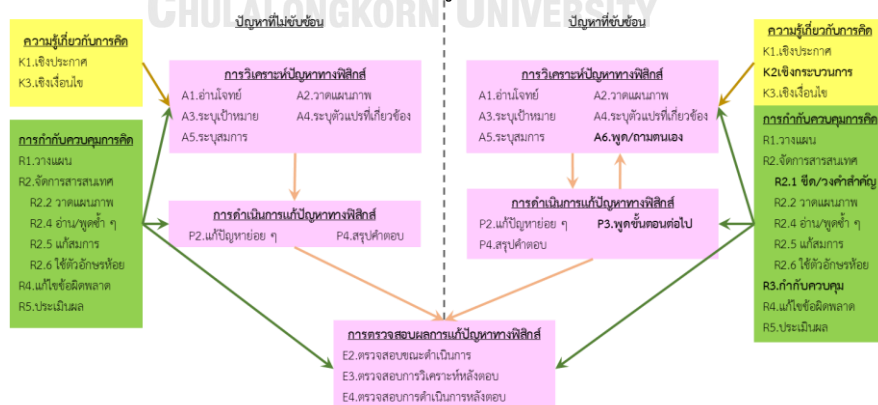 CHULALONGKORN UNIVERSITY
ปัญหาที่ไม่ซับซ้อน
ความรู้เกี่ยวกับการคิด
K1.เชิงประกาศ
K3.เชิงเงื่อนไข
การกำกับควบคุมการคิด
R1.วางแผน
R2.จัดการสารสนเทศ
R2.2 วาดแผนภาพ
R2.4 อ่าน/พูดซ้ำ ๆ
R2.5 แก้สมการ
R2.6 ใช้ตัวอักษรห้อย
R4.แก้ไขข้อผิดพลาด
R5.ประเมินผล
การวิเคราะห์ปัญหาทางฟิสิกส์
A1.อ่านโจทย์ A2.วาดแผนภาพ
A3.ระบุเป้าหมาย A4.ระบุตัวแปรที่เกี่ยวข้อง
A5.ระบุสมการ
การดำเนินการแก้ปัญหาทางฟิสิกส์
P2.แก้ปัญหาย่อย ๆ P4.สรุปคำตอบ
ปัญหาที่ซับซ้อน
การวิเคราะห์ปัญหาทางฟิสิกส์
A1.อ่านโจทย์ A2.วาดแผนภาพ
A3.ระบุเป้าหมาย A4.ระบุตัวแปรที่เกี่ยวข้อง
A5.ระบุสมการ A6.พูด/ถามตนเอง
การดำเนินการแก้ปัญหาทางฟิสิกส์
P2.แก้ปัญหาย่อย ๆ P3.พูดขั้นตอนต่อไป
P4.สรุปคำตอบ
ความรู้เกี่ยวกับการคิด
K1.เชิงประกาศ
K2เชิงกระบวนการ
K3.เชิงเงื่อนไข
การกำกับควบคุมการคิด
R1.วางแผน
R2.จัดการสารสนเทศ
R2.1 ขีด/วงคำสำคัญ
R2.2 วาดแผนภาพ
R2.4 อ่าน/พูดซ้ำ ๆ
R2.5 แก้สมการ
R2.6 ใช้ตัวอักษรห้อย
R3.กำกับควบคุม
R4.แก้ไขข้อผิดพลาด
R5.ประเมินผล
การตรวจสอบผลการแก้ปัญหาทางฟิสิกส์
E2.ตรวจสอบขณะดำเนินการ
E3.ตรวจสอบการวิเคราะห์หลังตอบ
E4.ตรวจสอบการดำเนินการหลังตอบ